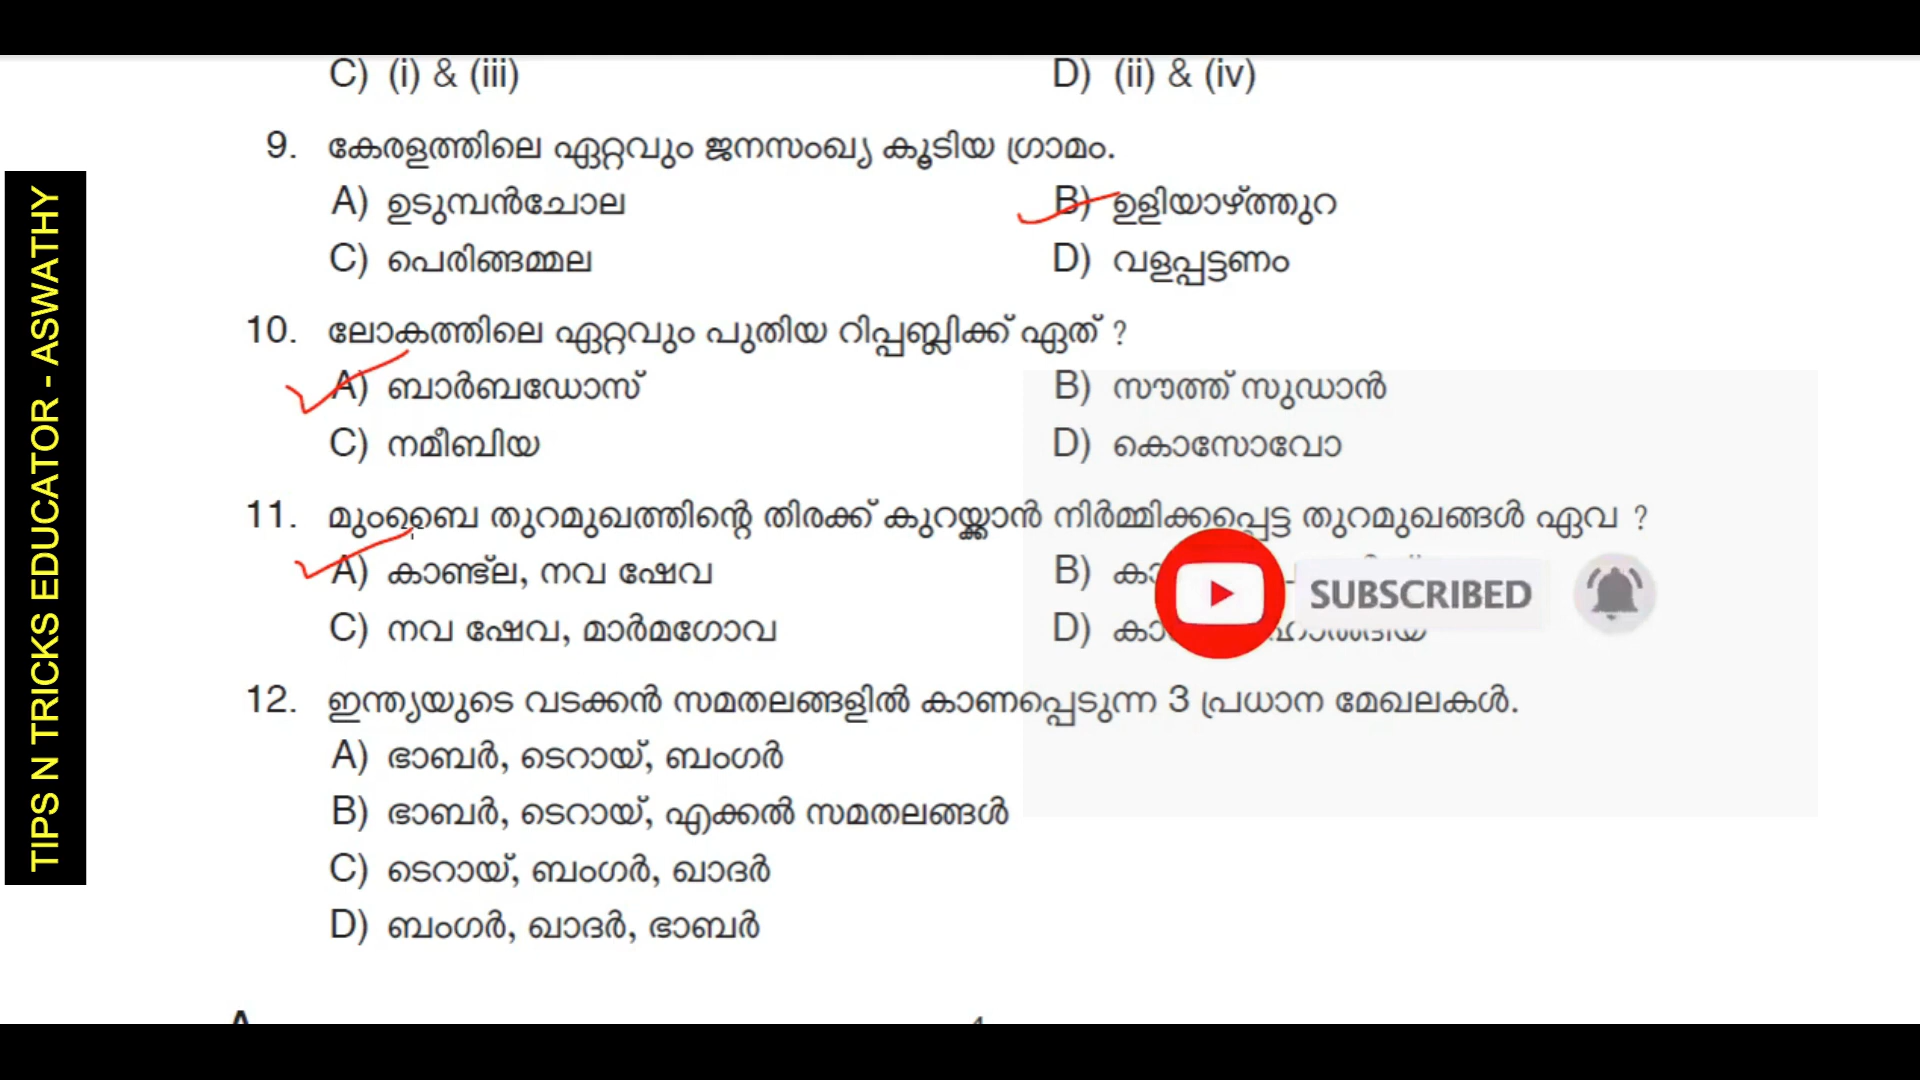 C) (i) & (iii) D) (ii) & (iv)
9. കേരളത്തിലെ ഏറ്റവും ജനസംഖ്യ കൂടിയ ഗ്രാമം.
A) ഉടുമ്പൻചോല B) ഉളിയാഴ്ത്തുറ
C) പെരിങ്ങമ്മല D) വളപ്പട്ടണം
10. ലോകത്തിലെ ഏറ്റവും പുതിയ റിപ്പബ്ലിക്ക് ഏത് ?
A) ബാർബഡോസ് B) സൗത്ത് സുഡാൻ
C) നമീബിയ D) കൊസോവോ
11. മുംബൈ തുറമുഖത്തിന്റെ തിരക്ക് കുറയ്ക്കാൻ നിർമ്മിക്കപ്പെട്ട തുറമുഖങ്ങൾ ഏവ ?
A) കാണ്ട്ല, നവ ഷേവ B)
SUBSCRIBED
C) നവ ഷേവ, മാർമഗോവ D)
12. ഇന്ത്യയുടെ വടക്കൻ സമതലങ്ങളിൽ കാണപ്പെടുന്ന 3 പ്രധാന മേഖലകൾ.
A) ഭാബർ, ടെറായ്, ബംഗർ
B) ഭാബർ, ടെറായ്, എക്കൽ സമതലങ്ങൾ
C) ടെറായ്, ബംഗർ, ഖാദർ
D) ബംഗർ, ഖാദർ, ഭാബർ
TIPS N TRICKS EDUCATOR - ASWATHY